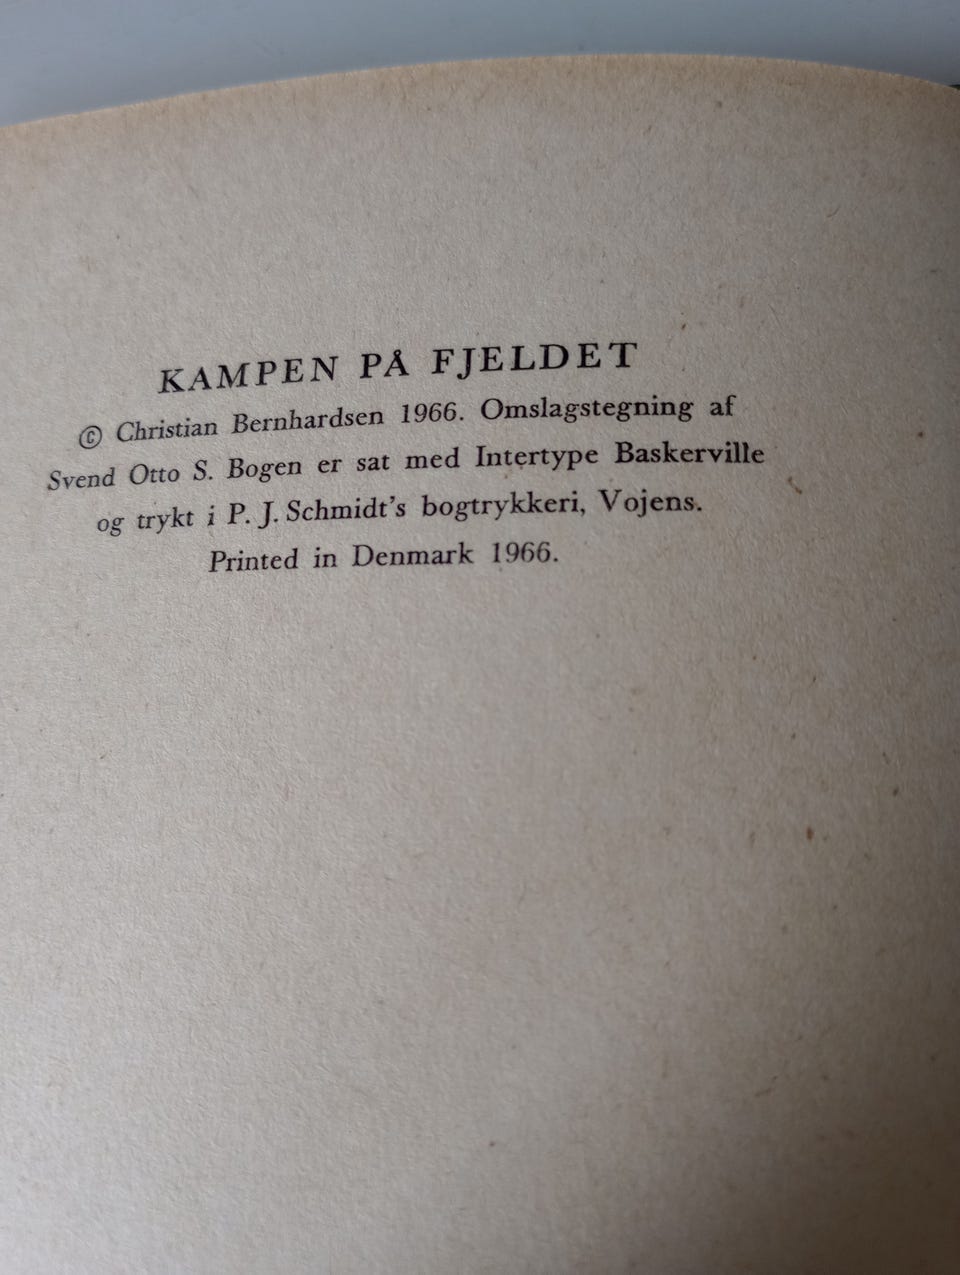 KAMPEN PÅ FJELDET
© Christian Bernhardsen 1966. Omslagstegning af
Svend Otto S. Bogen er sat med Intertype Baskerville
og trykt i P. J. Schmidt's bogtrykkeri, Vojens.
Printed in Denmark 1966.